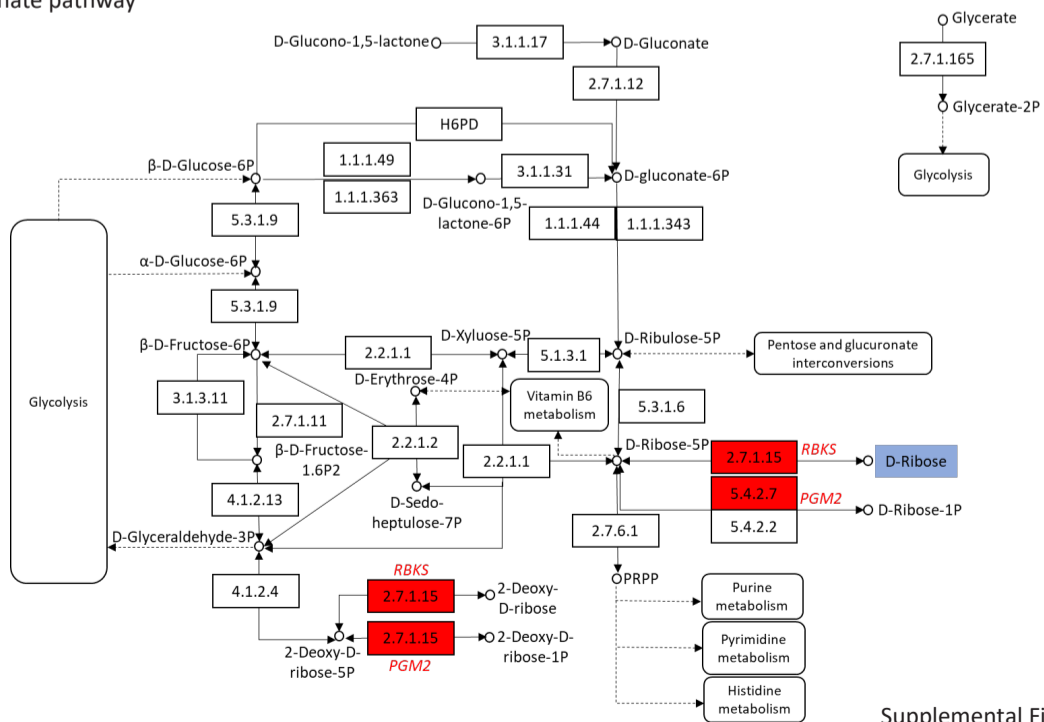 nate pathway
D-Glucono-1,5-lactone
3.1.1.17
D-Gluconate
Glycerate
2.7.1.165
2.7.1.12
Glycerate-2P
H6PD
Glycolysis
β-D-Glucose-6P
1.1.1.49
1.1.1.363
3.1.1.31
D-gluconate-6P
D-Glucono-1,5-
lactone-6P
5.3.1.9
1.1.1.44
1.1.1.343
α-D-Glucose-6P
5.3.1.9
β-D-Fructose-6P
2.2.1.1
D-Xyluose-5P
5.1.3.1
D-Ribulose-5P
Pentose and glucuronate
interconversions
Glycolysis
3.1.3.11
2.7.1.11
D-Erythrose-4P
Vitamin B6
metabolism
5.3.1.6
β-D-Fructose-
1.6P2
2.2.1.2
2.2.1.1
D-Ribose-5P
2.7.1.15
RBKS
D-Ribose
4.1.2.13
D-Sedo-
heptulose-7P
5.4.2.7
PGM2
5.4.2.2
D-Ribose-1P
D-Glyceraldehyde-3P
2.7.6.1
4.1.2.4
RBKS
2.7.1.15
2-Deoxy-
D-ribose
PRPP
Purine
metabolism
2-Deoxy-D-
ribose-5P
2.7.1.15
PGM2
2-Deoxy-D-
ribose-1P
Pyrimidine
metabolism
Histidine
metabolism
Supplemental Fi